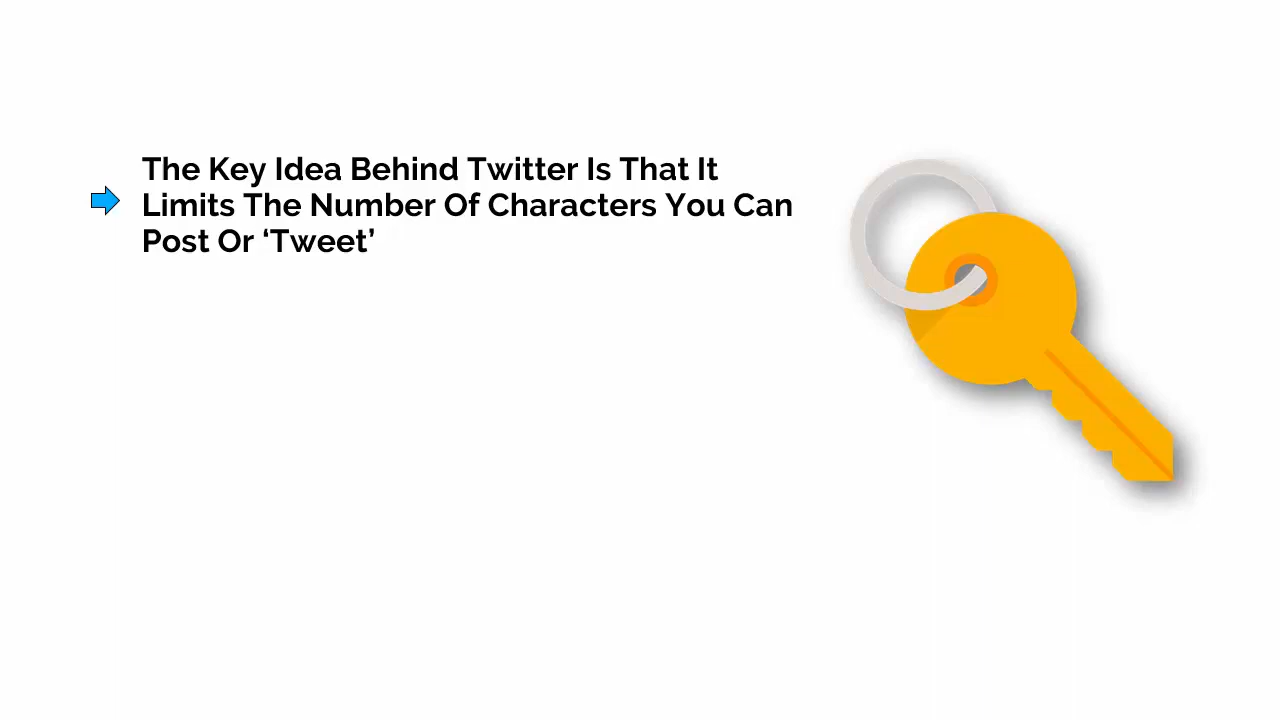 The Key Idea Behind Twitter Is That It
Limits The Number Of Characters You Can
Post Or ‘Tweet’